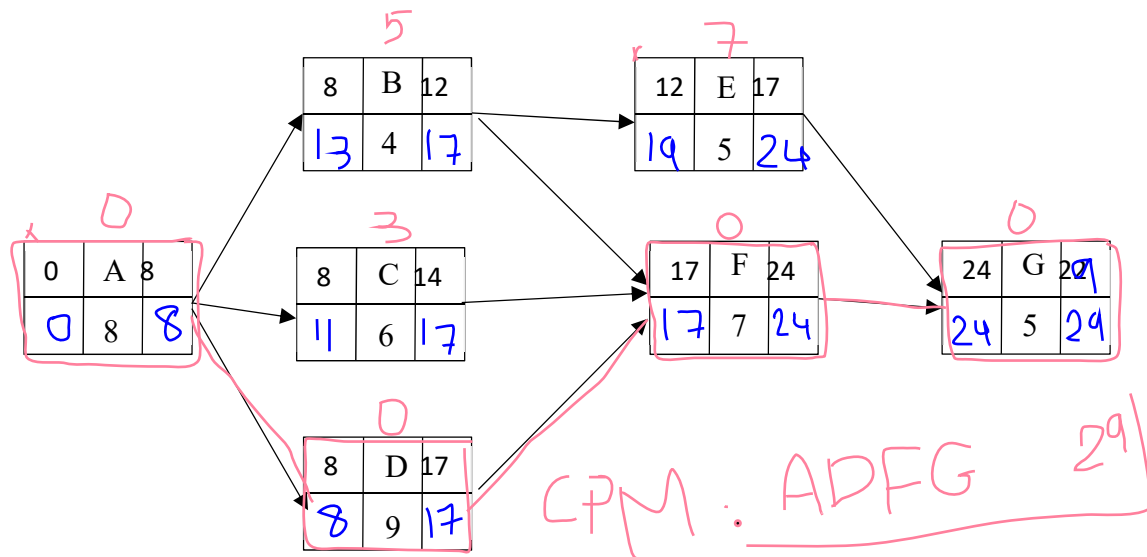 5
8 B 12
13 4 17
7
12 E 17
19 5 24
0
0 A 8
0 8 8
3
8 C 14
11 6 17
0
17 F 24
17 7 24
0
24 G 29
24 5 29
0
8 D 17
8 9 17
CPM : ADFG 29